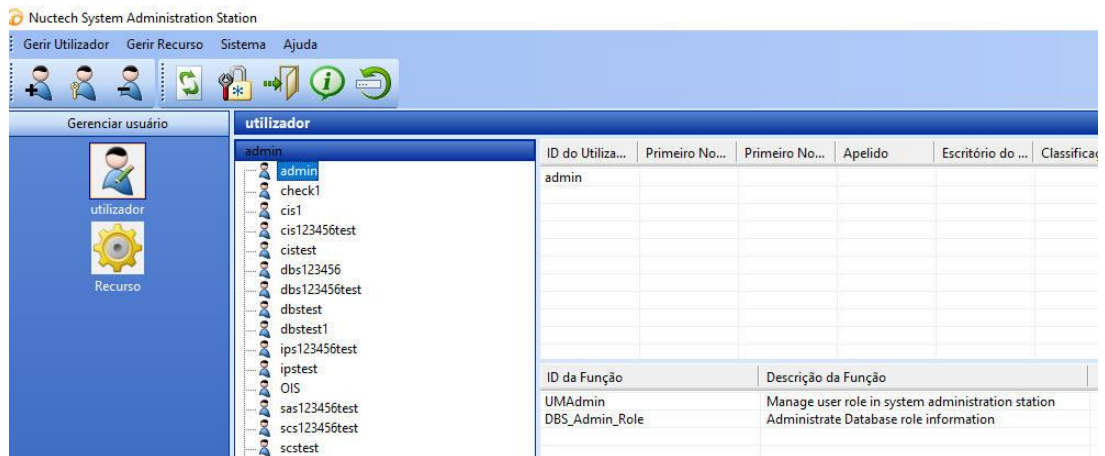 Nuctech System Administration Station
Gerir Utilizador Gerir Recurso Sistema Ajuda
Gerenciar usuário
utilizador
Recurso
utilizador
admin
admin
check1
cis1
cis123456test
cistest
dbs123456
dbs123456test
dbstest
dbstest1
ips123456test
ipstest
OIS
sas123456test
scs123456test
scstest
ID do Utiliza... Primeiro No... Primeiro No... Apelido Escritório do ... Classificaç
admin
ID da Função Descrição da Função
UMAdmin Manage user role in system administration station
DBS_Admin_Role Administrate Database role information